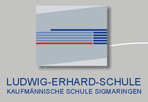 LUDWIG-ERHARD-SCHULE
KAUFMÄNNISCHE SCHULE SIGMARINGEN